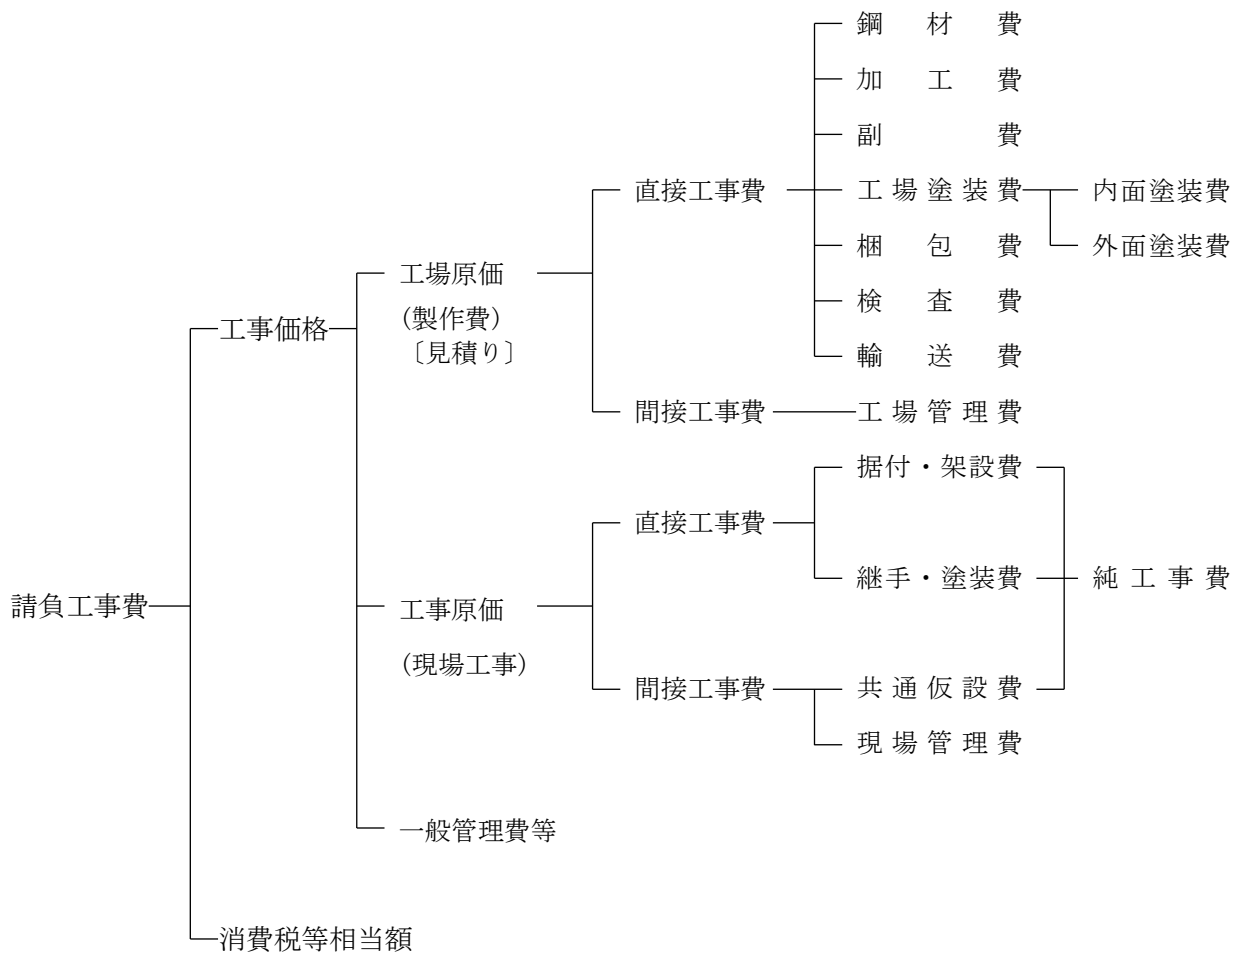 鋼材費
加工費
副費
直接工事費
工場塗装費
内面塗装費
梱包費
外面塗装費
工場原価
(製作費)
〔見積り〕
検査費
工事価格
輸送費
間接工事費
工場管理費
据付・架設費
直接工事費
継手・塗装費
純工事費
請負工事費
工事原価
(現場工事)
間接工事費
共通仮設費
現場管理費
一般管理費等
消費税等相当額